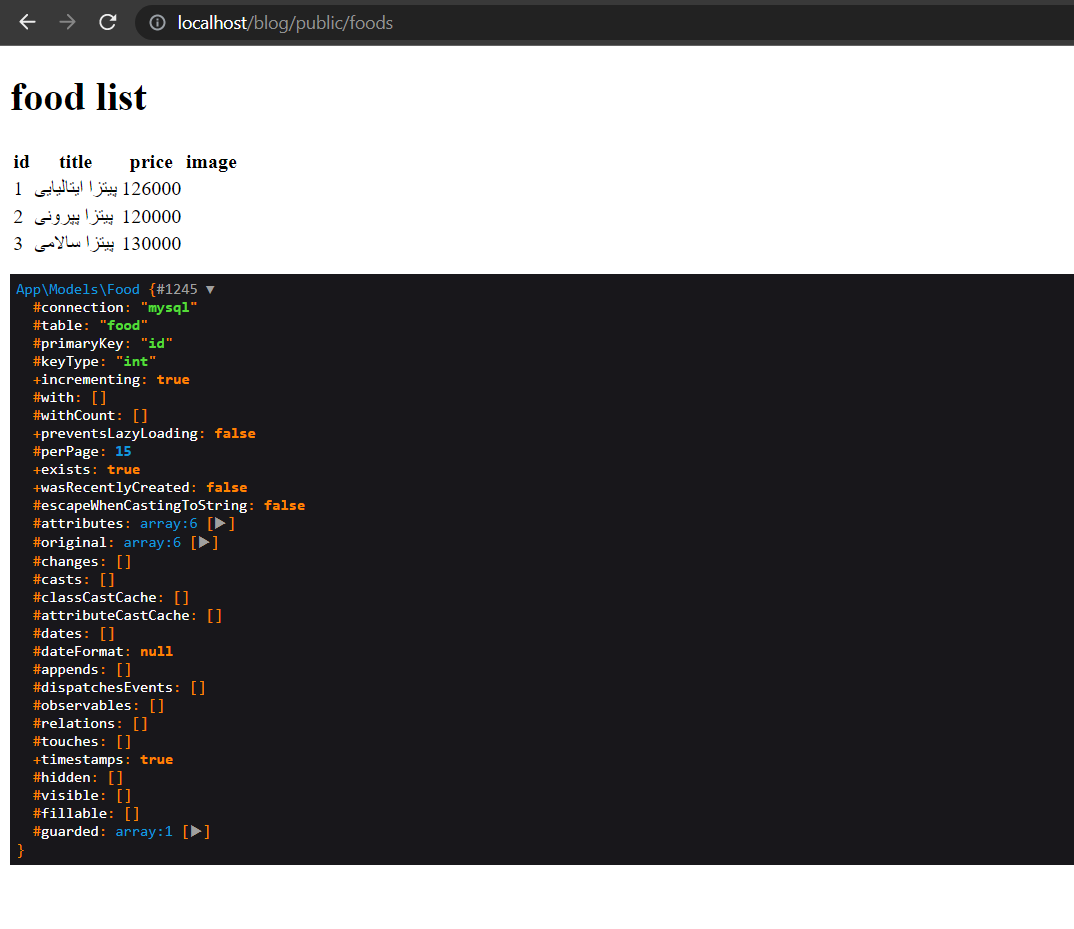 localhost/blog/public/foods
food list
id title price image
1 پیتزا ایتالیایی 126000
2 پیتزا پپرونی 120000
3 پیتزا سالامی 130000
App\Models\Food {#1245 ▼
#connection: "mysql"
#table: "food"
#primaryKey: "id"
#keyType: "int"
+incrementing: true
#with: []
#withCount: []
+preventsLazyLoading: false
#perPage: 15
+exists: true
+wasRecentlyCreated: false
#escapeWhenCastingToString: false
#attributes: array:6 [▶]
#original: array:6 [▶]
#changes: []
#casts: []
#classCastCache: []
#attributeCastCache: []
#dates: []
#dateFormat: null
#appends: []
#dispatchesEvents: []
#observables: []
#relations: []
#touches: []
+timestamps: true
#hidden: []
#visible: []
#fillable: []
#guarded: array:1 [▶]
}